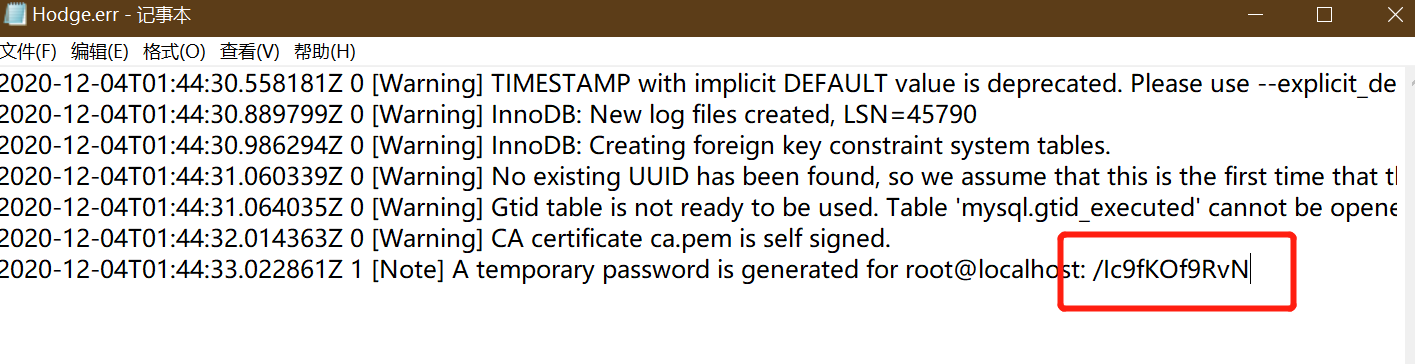 Hodge.err - 记事本
文件(F) 编辑(E) 格式(O) 查看(V) 帮助(H)
2020-12-04T01:44:30.558181Z 0 [Warning] TIMESTAMP with implicit DEFAULT value is deprecated. Please use --explicit_de
2020-12-04T01:44:30.889799Z 0 [Warning] InnoDB: New log files created, LSN=45790
2020-12-04T01:44:30.986294Z 0 [Warning] InnoDB: Creating foreign key constraint system tables.
2020-12-04T01:44:31.060339Z 0 [Warning] No existing UUID has been found, so we assume that this is the first time that th
2020-12-04T01:44:31.064035Z 0 [Warning] Gtid table is not ready to be used. Table 'mysql.gtid_executed' cannot be opene
2020-12-04T01:44:32.014363Z 0 [Warning] CA certificate ca.pem is self signed.
2020-12-04T01:44:33.022861Z 1 [Note] A temporary password is generated for root@localhost: /Ic9fKOf9RvN